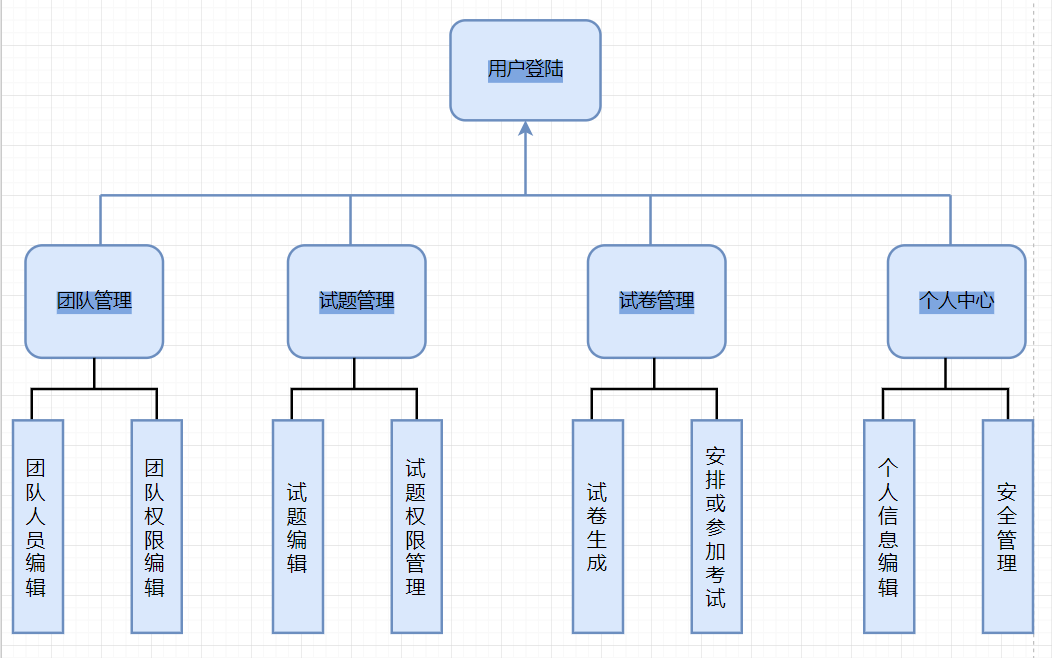 用户登陆
团队管理
试题管理
试卷管理
个人中心
团队人员编辑
团队权限编辑
试题编辑
试题权限管理
试卷生成
安排或参加考试
个人信息编辑
安全管理